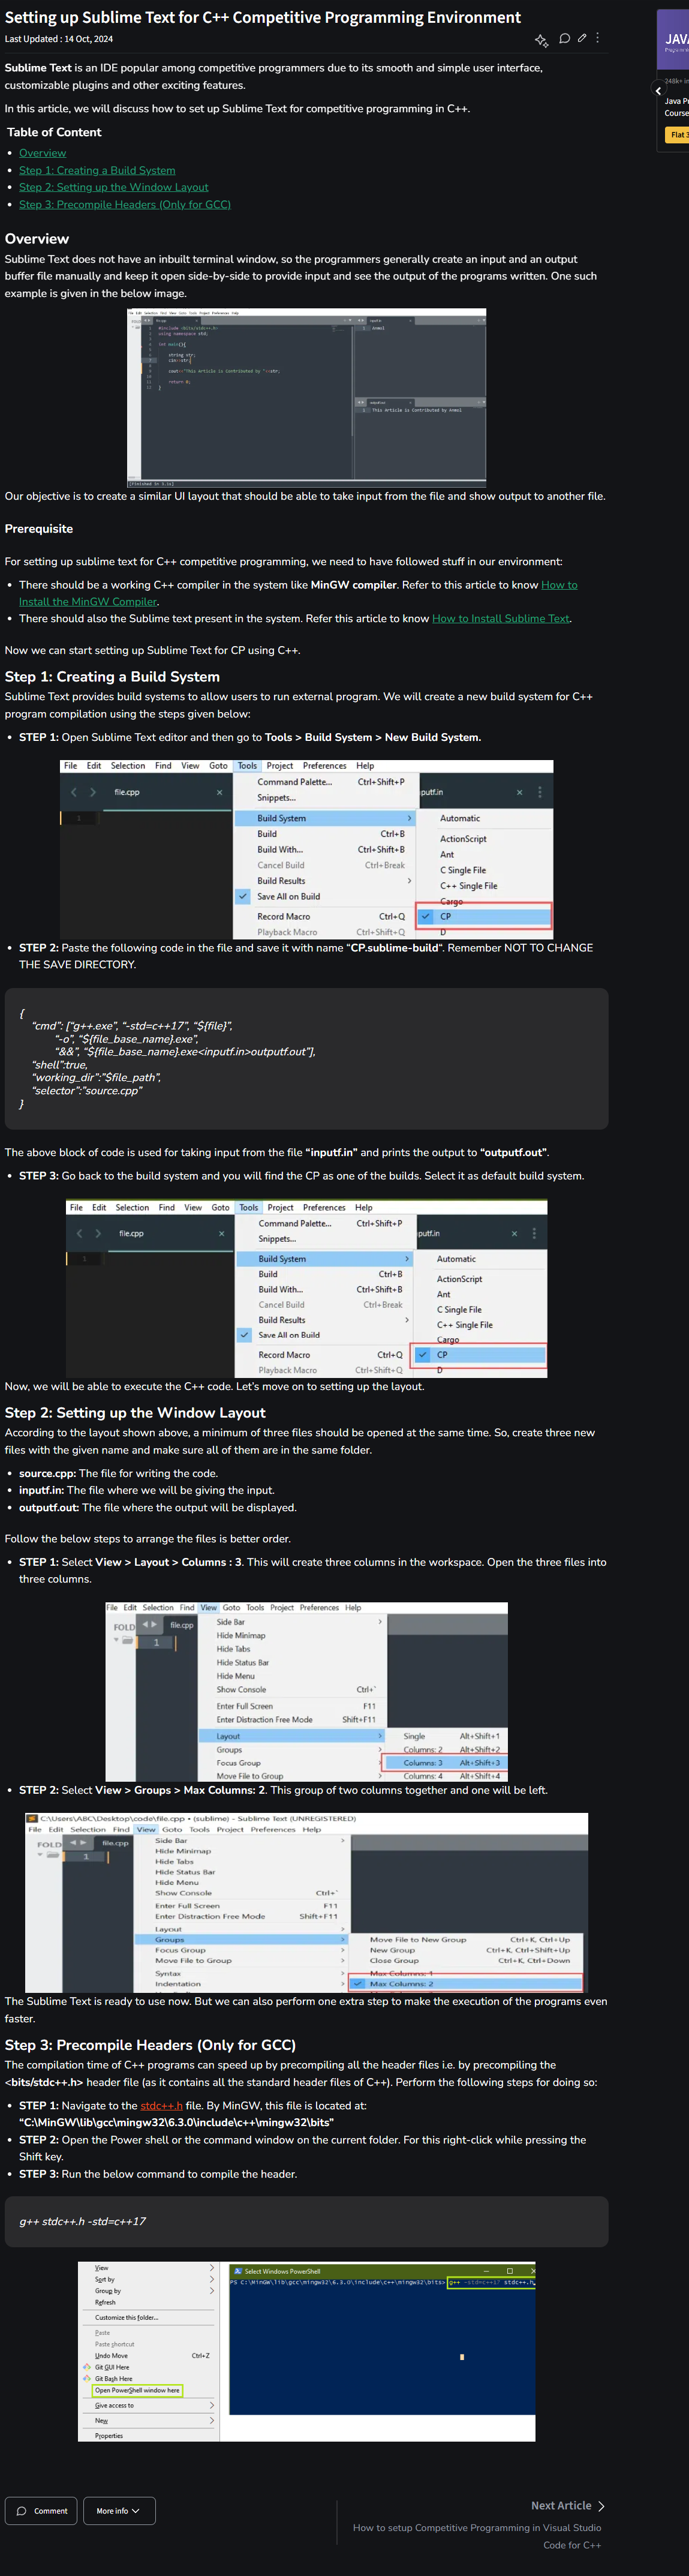 Setting up Sublime Text for C++ Competitive Programming Environment
Last Updated : 14 Oct, 2024
Sublime Text is an IDE popular among competitive programmers due to its smooth and simple user interface,
customizable plugins and other exciting features.
In this article, we will discuss how to set up Sublime Text for competitive programming in C++.
Table of Content
Overview
Step 1: Creating a Build System
Step 2: Setting up the Window Layout
Step 3: Precompile Headers (Only for GCC)
Overview
Sublime Text does not have an inbuilt terminal window, so the programmers generally create an input and an output
buffer file manually and keep it open side-by-side to provide input and see the output of the programs written. One such
example is given in the below image.
#include <bits/stdc++.h>
using namespace std;
int main(){
string str;
cin>>str;
cout<<"This Article is Contributed by "<<str;
return 0;
}
Anmol
This Article is Contributed by Anmol
Our objective is to create a similar UI layout that should be able to take input from the file and show output to another file.
Prerequisite
For setting up sublime text for C++ competitive programming, we need to have followed stuff in our environment:
There should be a working C++ compiler in the system like MinGW compiler. Refer to this article to know How to
Install the MinGW Compiler.
There should also the Sublime text present in the system. Refer this article to know How to Install Sublime Text.
Now we can start setting up Sublime Text for CP using C++.
Step 1: Creating a Build System
Sublime Text provides build systems to allow users to run external program. We will create a new build system for C++
program compilation using the steps given below:
STEP 1: Open Sublime Text editor and then go to Tools > Build System > New Build System.
File Edit Selection Find View Goto Tools Project Preferences Help
file.cpp × Command Palette... Ctrl+Shift+P putf.in ×
Snippets...
1 Build System Automatic
Build Ctrl+B ActionScript
Build With... Ctrl+Shift+B Ant
Cancel Build Ctrl+Break C Single File
Build Results C++ Single File
Save All on Build Cargo
Record Macro Ctrl+Q CP
Playback Macro Ctrl+Shift+Q D
STEP 2: Paste the following code in the file and save it with name “CP.sublime-build“. Remember NOT TO CHANGE
THE SAVE DIRECTORY.
{
“cmd”: [“g++.exe”, “-std=c++17”, “${file}”,
“-o”, “${file_base_name}.exe”,
“&&”, “${file_base_name}.exe<inputf.in>outputf.out”],
“shell”:true,
“working_dir”:”$file_path”,
“selector”:”source.cpp”
}
The above block of code is used for taking input from the file “inputf.in” and prints the output to “outputf.out”.
STEP 3: Go back to the build system and you will find the CP as one of the builds. Select it as default build system.
File Edit Selection Find View Goto Tools Project Preferences Help
file.cpp × Command Palette... Ctrl+Shift+P putf.in ×
Snippets...
1 Build System Automatic
Build Ctrl+B ActionScript
Build With... Ctrl+Shift+B Ant
Cancel Build Ctrl+Break C Single File
Build Results C++ Single File
Save All on Build Cargo
Record Macro Ctrl+Q CP
Playback Macro Ctrl+Shift+Q D
Now, we will be able to execute the C++ code. Let’s move on to setting up the layout.
Step 2: Setting up the Window Layout
According to the layout shown above, a minimum of three files should be opened at the same time. So, create three new
files with the given name and make sure all of them are in the same folder.
source.cpp: The file for writing the code.
inputf.in: The file where we will be giving the input.
outputf.out: The file where the output will be displayed.
Follow the below steps to arrange the files is better order.
STEP 1: Select View > Layout > Columns : 3. This will create three columns in the workspace. Open the three files into
three columns.
File Edit Selection Find View Goto Tools Project Preferences Help
FOLD file.cpp Side Bar
1 Hide Minimap
Hide Tabs
Hide Status Bar
Hide Menu
Show Console Ctrl+`
Enter Full Screen F11
Enter Distraction Free Mode Shift+F11
Layout Single Alt+Shift+1
Groups Columns: 2 Alt+Shift+2
Focus Group Columns: 3 Alt+Shift+3
Move File to Group Columns: 4 Alt+Shift+4
STEP 2: Select View > Groups > Max Columns: 2. This group of two columns together and one will be left.
C:\Users\ABC\Desktop\code\file.cpp • (sublime) - Sublime Text (UNREGISTERED)
File Edit Selection Find View Goto Tools Project Preferences Help
FOLD file.cpp Side Bar
1 Hide Minimap
Hide Tabs
Hide Status Bar
Hide Menu
Show Console Ctrl+`
Enter Full Screen F11
Enter Distraction Free Mode Shift+F11
Layout
Groups Move File to New Group Ctrl+K, Ctrl+Up
Focus Group New Group Ctrl+K, Ctrl+Shift+Up
Move File to Group Close Group Ctrl+K, Ctrl+Down
Syntax Max Columns: 1
Indentation Max Columns: 2
The Sublime Text is ready to use now. But we can also perform one extra step to make the execution of the programs even
faster.
Step 3: Precompile Headers (Only for GCC)
The compilation time of C++ programs can speed up by precompiling all the header files i.e. by precompiling the
<bits/stdc++.h> header file (as it contains all the standard header files of C++). Perform the following steps for doing so:
STEP 1: Navigate to the stdc++.h file. By MinGW, this file is located at:
“C:\MinGW\lib\gcc\mingw32\6.3.0\include\c++\mingw32\bits”
STEP 2: Open the Power shell or the command window on the current folder. For this right-click while pressing the
Shift key.
STEP 3: Run the below command to compile the header.
g++ stdc++.h -std=c++17
View
Sort by
Group by
Refresh
Customize this folder...
Paste
Paste shortcut
Undo Move Ctrl+Z
Git GUI Here
Git Bash Here
Open PowerShell window here
Give access to
New
Properties
Select Windows PowerShell
PS C:\MinGW\lib\gcc\mingw32\6.3.0\include\c++\mingw32\bits> g++ -std=c++17 stdc++.h
Comment
More info
Next Article
How to setup Competitive Programming in Visual Studio
Code for C++
JAVA
248k+ in
Java Pr
Course
Flat 3